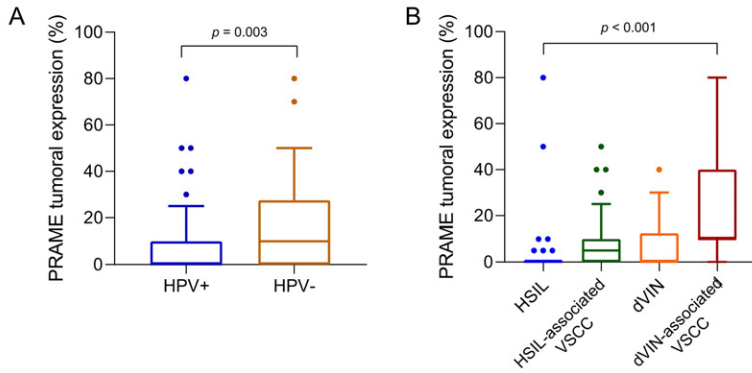 A
PRAME tumoral expression (%)
p = 0.003
100
80
60
40
20
0
HPV+
HPV-
B
PRAME tumoral expression (%)
p < 0.001
100
80
60
40
20
0
HSIL
HSIL-associated
VSCC
dVIN
dVIN-associated
VSCC